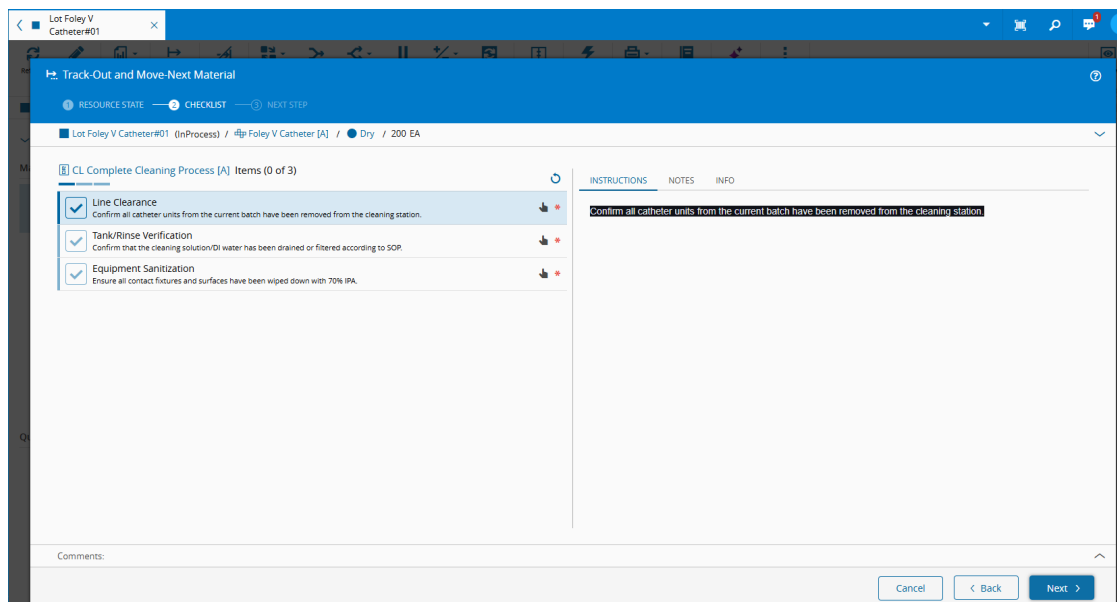 Lot Foley V
Catheter#01
1
Track-Out and Move-Next Material
1 RESOURCE STATE 2 CHECKLIST 3 NEXT STEP
Lot Foley V Catheter#01 (InProcess) / Foley V Catheter [A] / Dry / 200 EA
CL Complete Cleaning Process [A] Items (0 of 3)
Line Clearance
Confirm all catheter units from the current batch have been removed from the cleaning station.
Tank/Rinse Verification
Confirm that the cleaning solution/DI water has been drained or filtered according to SOP.
Equipment Sanitization
Ensure all contact fixtures and surfaces have been wiped down with 70% IPA.
INSTRUCTIONS NOTES INFO
Confirm all catheter units from the current batch have been removed from the cleaning station.
Comments:
Cancel Back Next